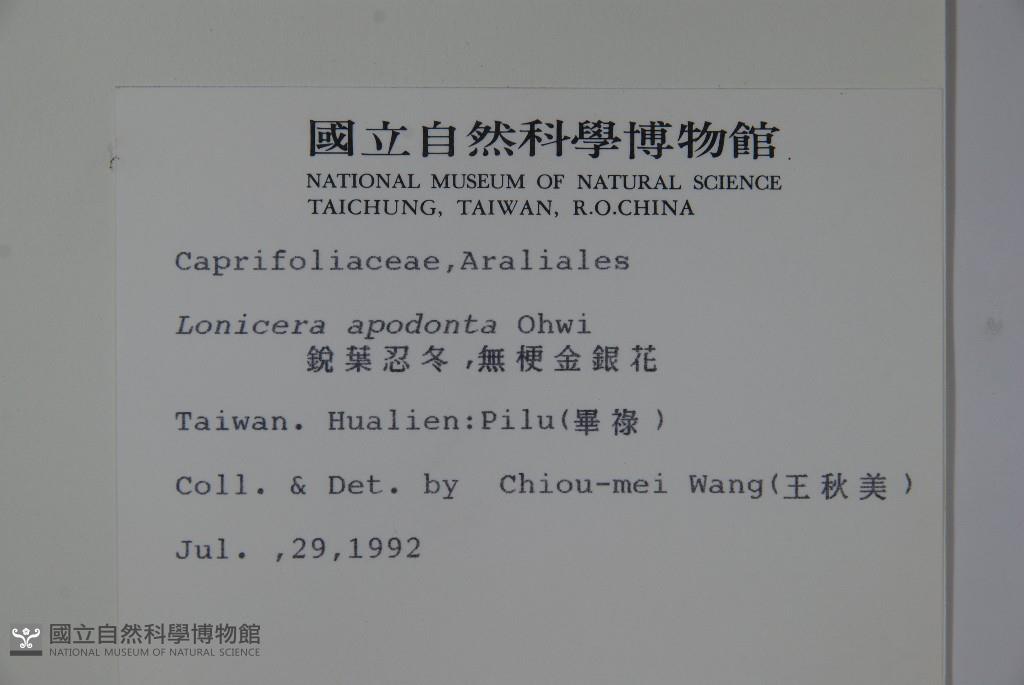 國立自然科學博物館
NATIONAL MUSEUM OF NATURAL SCIENCE
TAICHUNG, TAIWAN, R.O.CHINA
Caprifoliaceae,Araliales
Lonicera apodonta Ohwi
銳葉忍冬,無梗金銀花
Taiwan. Hualien:Pilu(畢祿)
Coll. & Det. by Chiou-mei Wang(王秋美)
Jul. ,29,1992
國立自然科學博物館
NATIONAL MUSEUM OF NATURAL SCIENCE